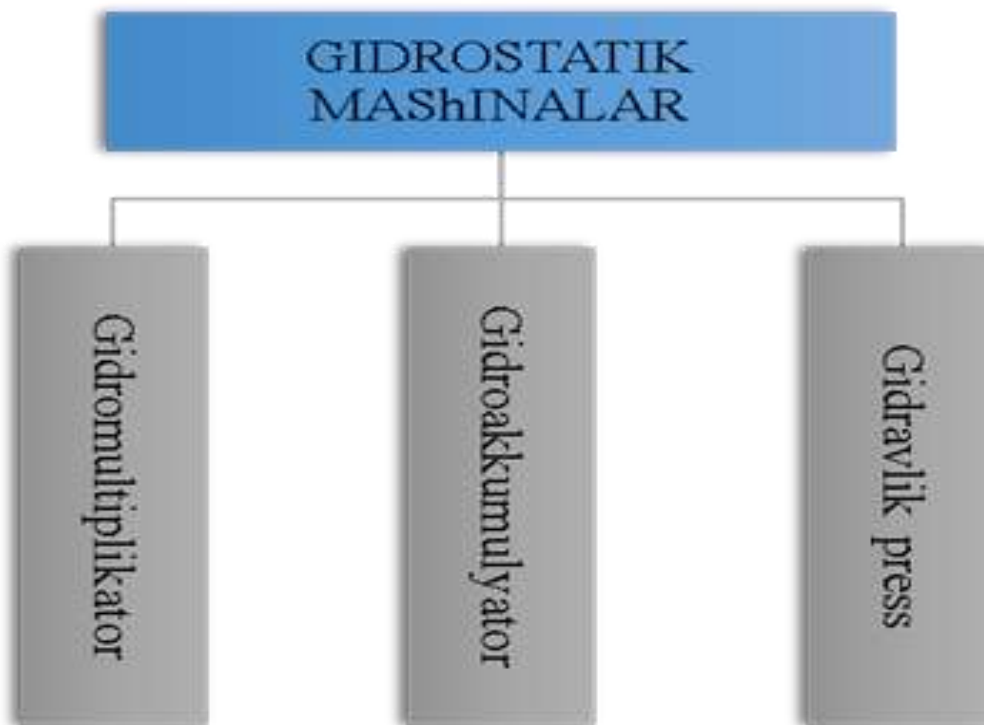 GIDROSTATIK
MAShINALAR
Gidromultiplikator
Gidroakkumulyator
Gidravlik press